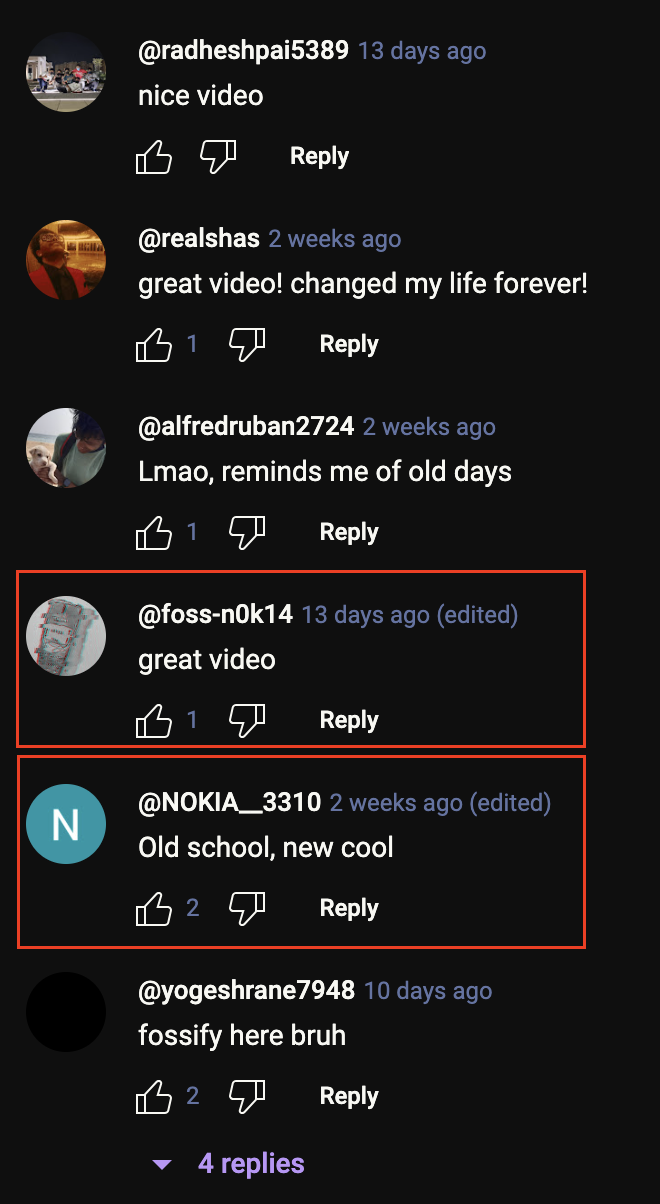 @radheshpai5389 13 days ago
nice video
Reply
@realshas 2 weeks ago
great video! changed my life forever!
1 Reply
@alfredruban2724 2 weeks ago
Lmao, reminds me of old days
1 Reply
@foss-n0k14 13 days ago (edited)
great video
1 Reply
N
@NOKIA__3310 2 weeks ago (edited)
Old school, new cool
2 Reply
@yogeshrane7948 10 days ago
fossify here bruh
2 Reply
4 replies